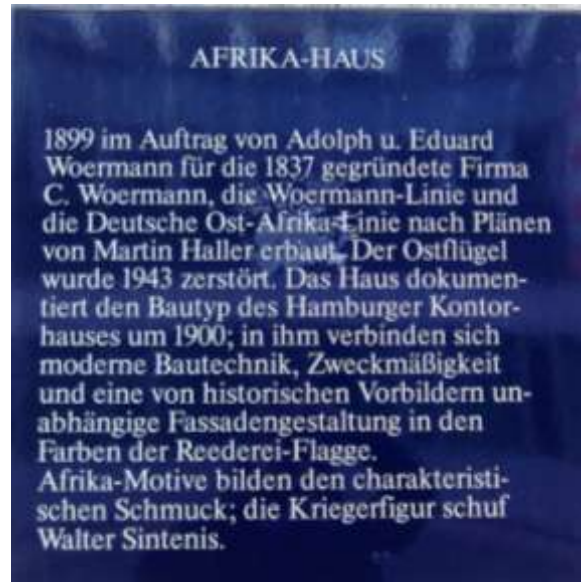 AFRIKA-HAUS
1899 im Auftrag von Adolph u. Eduard
Woermann für die 1837 gegründete Firma
C. Woermann, die Woermann-Linie und
die Deutsche Ost-Afrika-Linie nach Plänen
von Martin Haller erbaut. Der Ostflügel
wurde 1943 zerstört. Das Haus dokumen-
tiert den Bautyp des Hamburger Kontor-
hauses um 1900; in ihm verbinden sich
moderne Bautechnik, Zweckmäßigkeit
und eine von historischen Vorbildern un-
abhängige Fassadengestaltung in den
Farben der Reederei-Flagge.
Afrika-Motive bilden den charakteristi-
schen Schmuck; die Kriegerfigur schuf
Walter Sintenis.